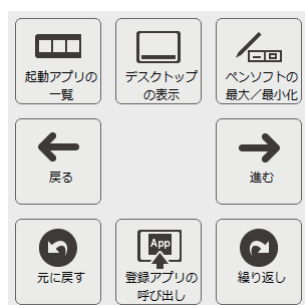 起動アプリの
一覧
デスクトップ
の表示
ペンソフトの
最大／最小化
戻る
進む
App
元に戻す
登録アプリの
呼び出し
繰り返し